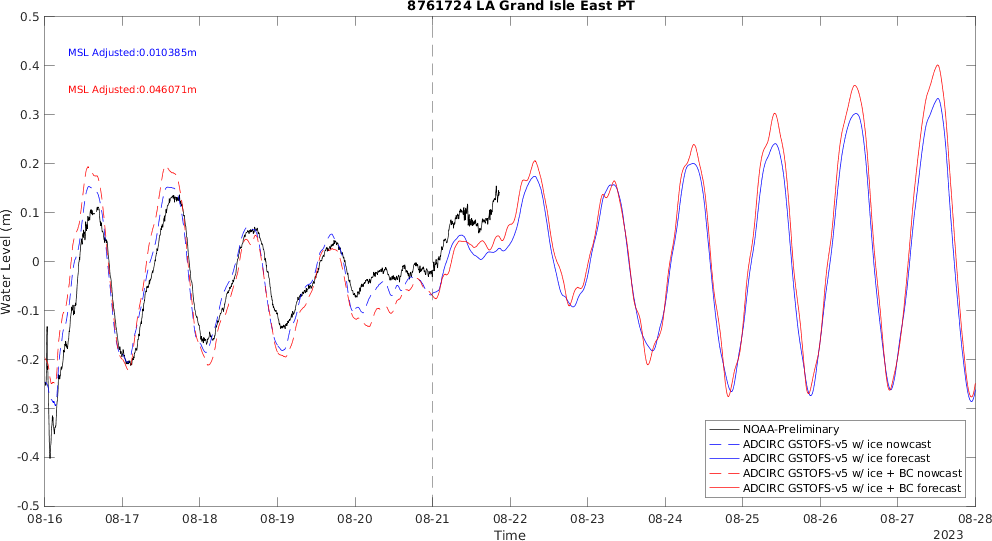 8761724 LA Grand Isle East PT
MSL Adjusted:0.010385m
MSL Adjusted:0.046071m
Water Level (m)
0.5
0.4
0.3
0.2
0.1
0
-0.1
-0.2
-0.3
-0.4
-0.5
NOAA-Preliminary
ADCIRC GSTOFS-v5 w/ ice nowcast
ADCIRC GSTOFS-v5 w/ ice forecast
ADCIRC GSTOFS-v5 w/ ice + BC nowcast
ADCIRC GSTOFS-v5 w/ ice + BC forecast
08-16 08-17 08-18 08-19 08-20 08-21 08-22 08-23 08-24 08-25 08-26 08-27 08-28
Time
2023